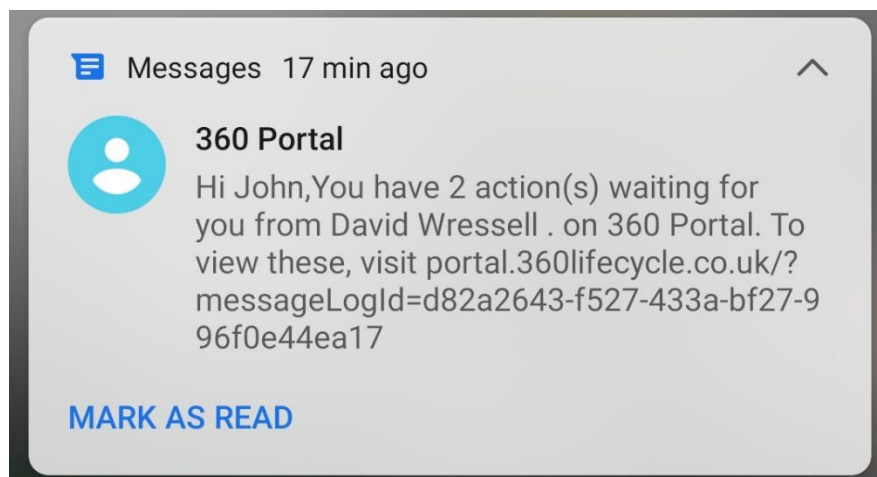 Messages 17 min ago
360 Portal
Hi John,You have 2 action(s) waiting for
you from David Wressell . on 360 Portal. To
view these, visit portal.360lifecycle.co.uk/?
messageLogId=d82a2643-f527-433a-bf27-9
96f0e44ea17
MARK AS READ